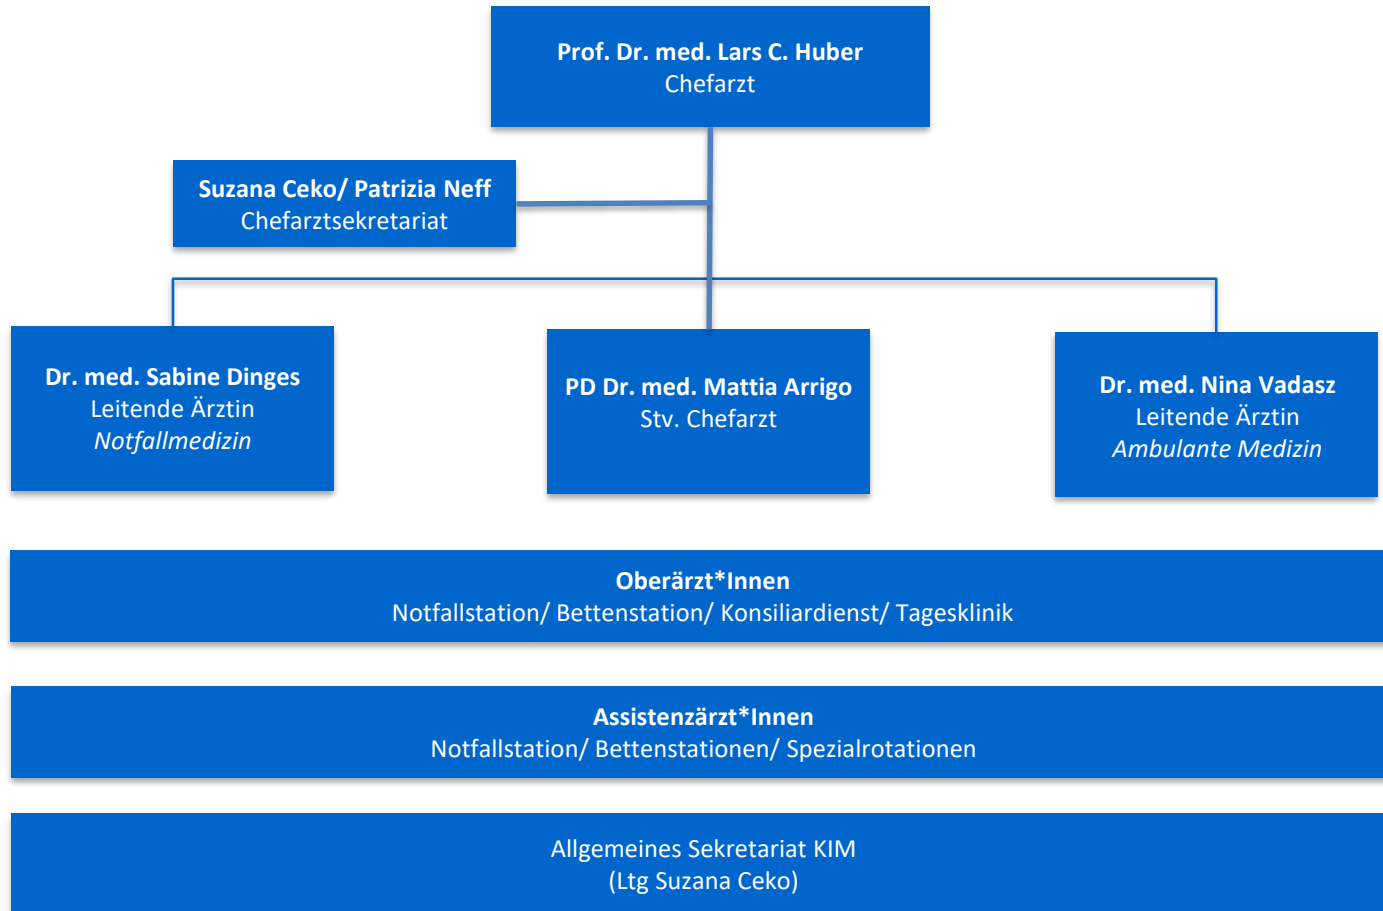 Prof. Dr. med. Lars C. Huber
Chefarzt
Suzana Ceko/ Patrizia Neff
Chefarztsekretariat
Dr. med. Sabine Dinges
Leitende Ärztin
Notfallmedizin
PD Dr. med. Mattia Arrigo
Stv. Chefarzt
Dr. med. Nina Vadasz
Leitende Ärztin
Ambulante Medizin
Oberärzt*Innen
Notfallstation/ Bettenstation/ Konsiliardienst/ Tagesklinik
Assistenzärzt*Innen
Notfallstation/ Bettenstationen/ Spezialrotationen
Allgemeines Sekretariat KIM
(Ltg Suzana Ceko)